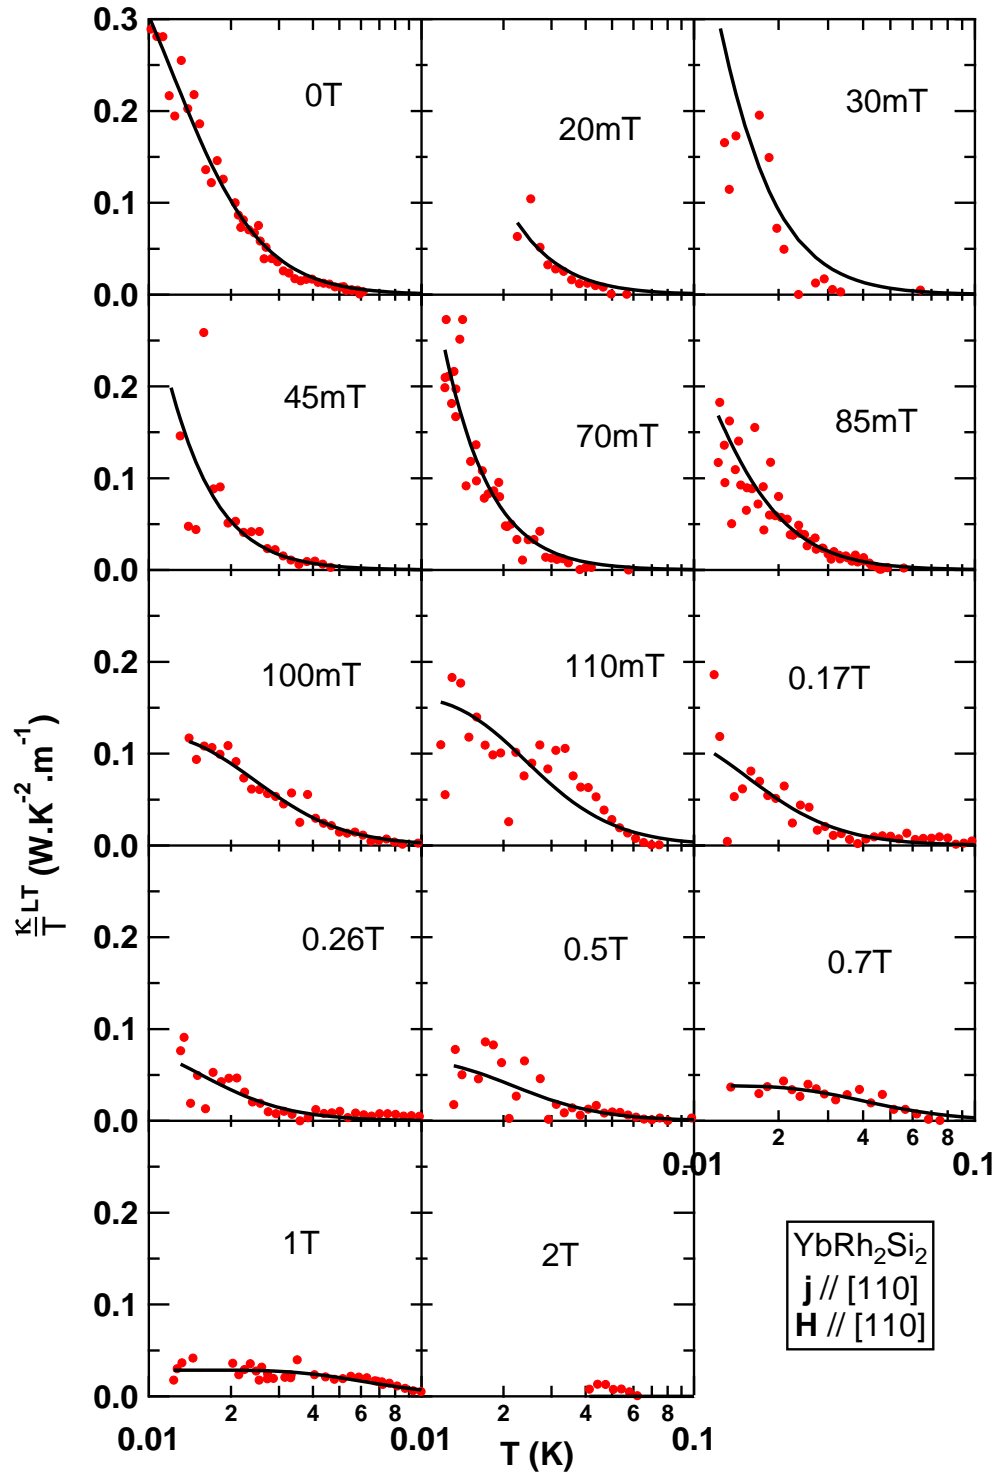 0.3
0.2
0.1
0.0
0T
20mT
30mT
0.2
0.1
0.0
45mT
70mT
85mT
0.2
0.1
0.0
100mT
110mT
0.17T
κ/T LT (W.K-2.m-1)
0.2
0.1
0.0
0.26T
0.5T
0.7T
2 4 6 8
0.01 0.1
0.2
0.1
0.0
1T
2T
YbRh2Si2
j // [110]
H // [110]
2 4 6 8 2 4 6 8
0.01 0.01 0.1
T (K)